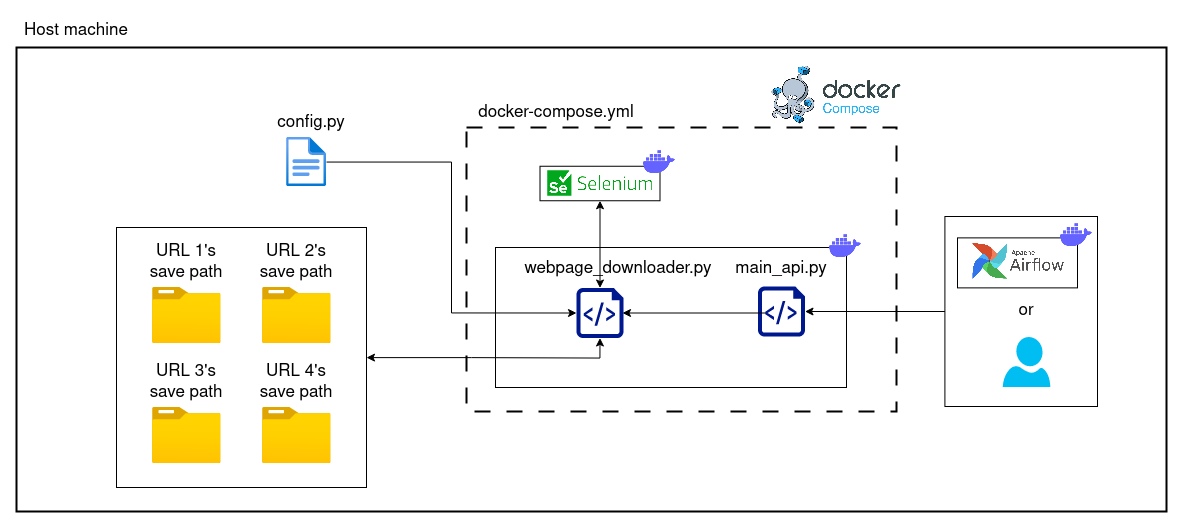 Host machine
docker
Compose
docker-compose.yml
config.py
Se Selenium
URL 1's
save path
URL 2's
save path
webpage_downloader.py
main_api.py
</>
</>
Apache
Airflow
or
URL 3's
save path
URL 4's
save path